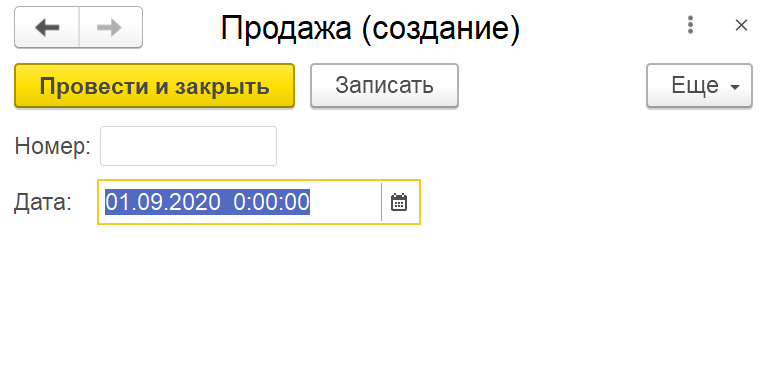 Продажа (создание)
Провести и закрыть Записать Еще
Номер:
Дата: 01.09.2020 0:00:00